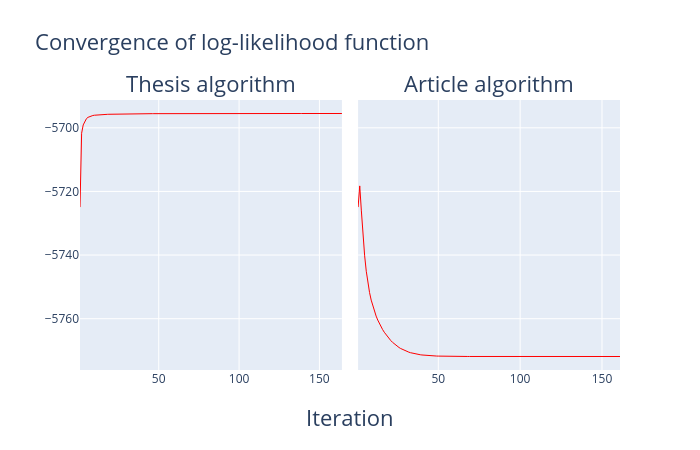 Convergence of log-likelihood function
Thesis algorithm
Article algorithm
−5700
−5720
−5740
−5760
50 100 150
50 100 150
Iteration